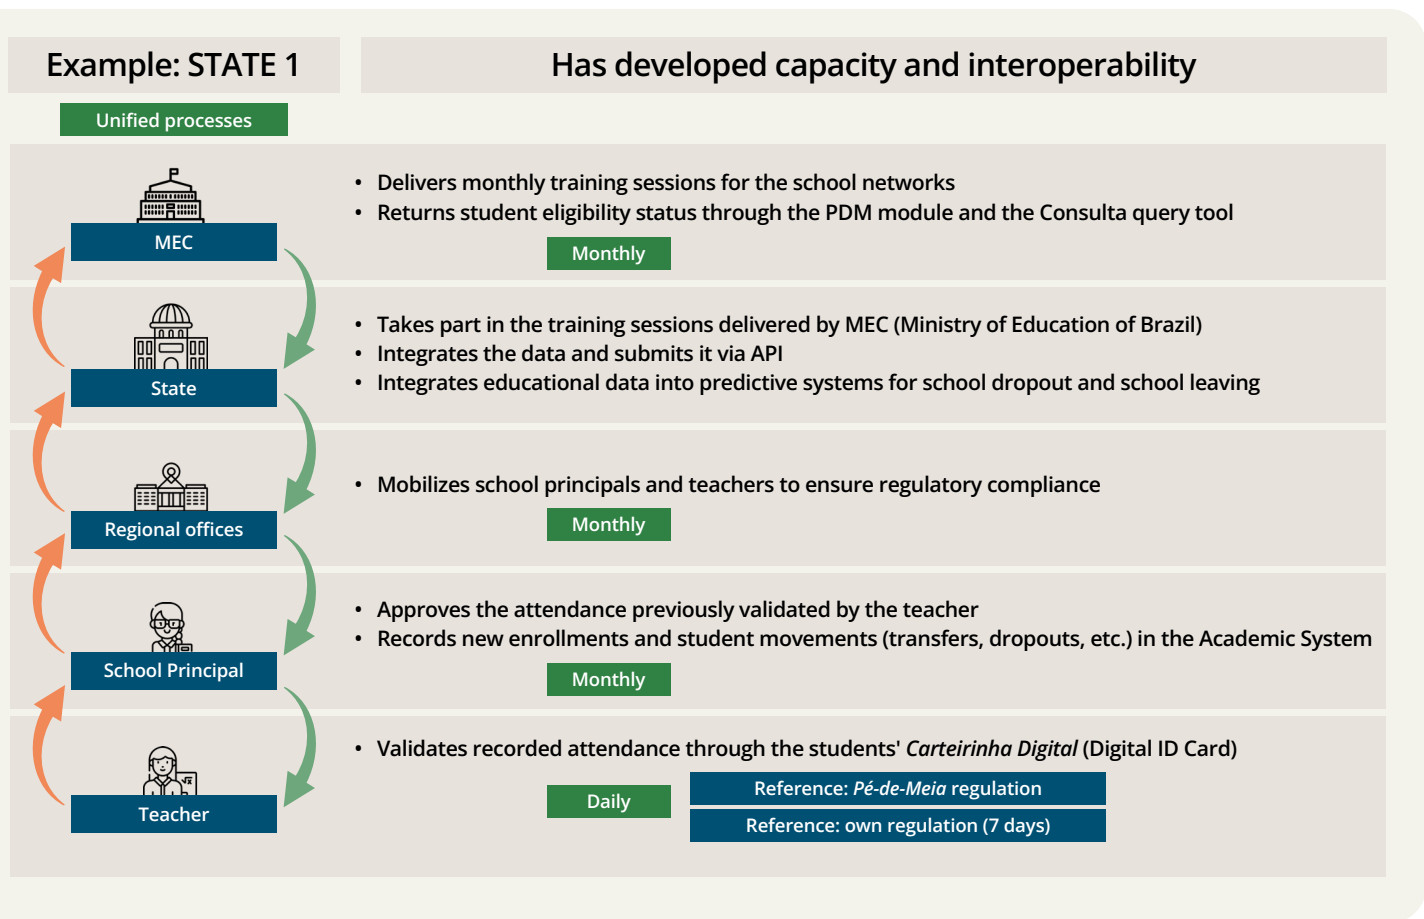 Example: STATE 1
Has developed capacity and interoperability
Unified processes
MEC
• Delivers monthly training sessions for the school networks
• Returns student eligibility status through the PDM module and the Consulta query tool
Monthly
State
• Takes part in the training sessions delivered by MEC (Ministry of Education of Brazil)
• Integrates the data and submits it via API
• Integrates educational data into predictive systems for school dropout and school leaving
Regional offices
• Mobilizes school principals and teachers to ensure regulatory compliance
Monthly
School Principal
• Approves the attendance previously validated by the teacher
• Records new enrollments and student movements (transfers, dropouts, etc.) in the Academic System
Monthly
Teacher
• Validates recorded attendance through the students' Carteirinha Digital (Digital ID Card)
Daily
Reference: Pé-de-Meia regulation
Reference: own regulation (7 days)